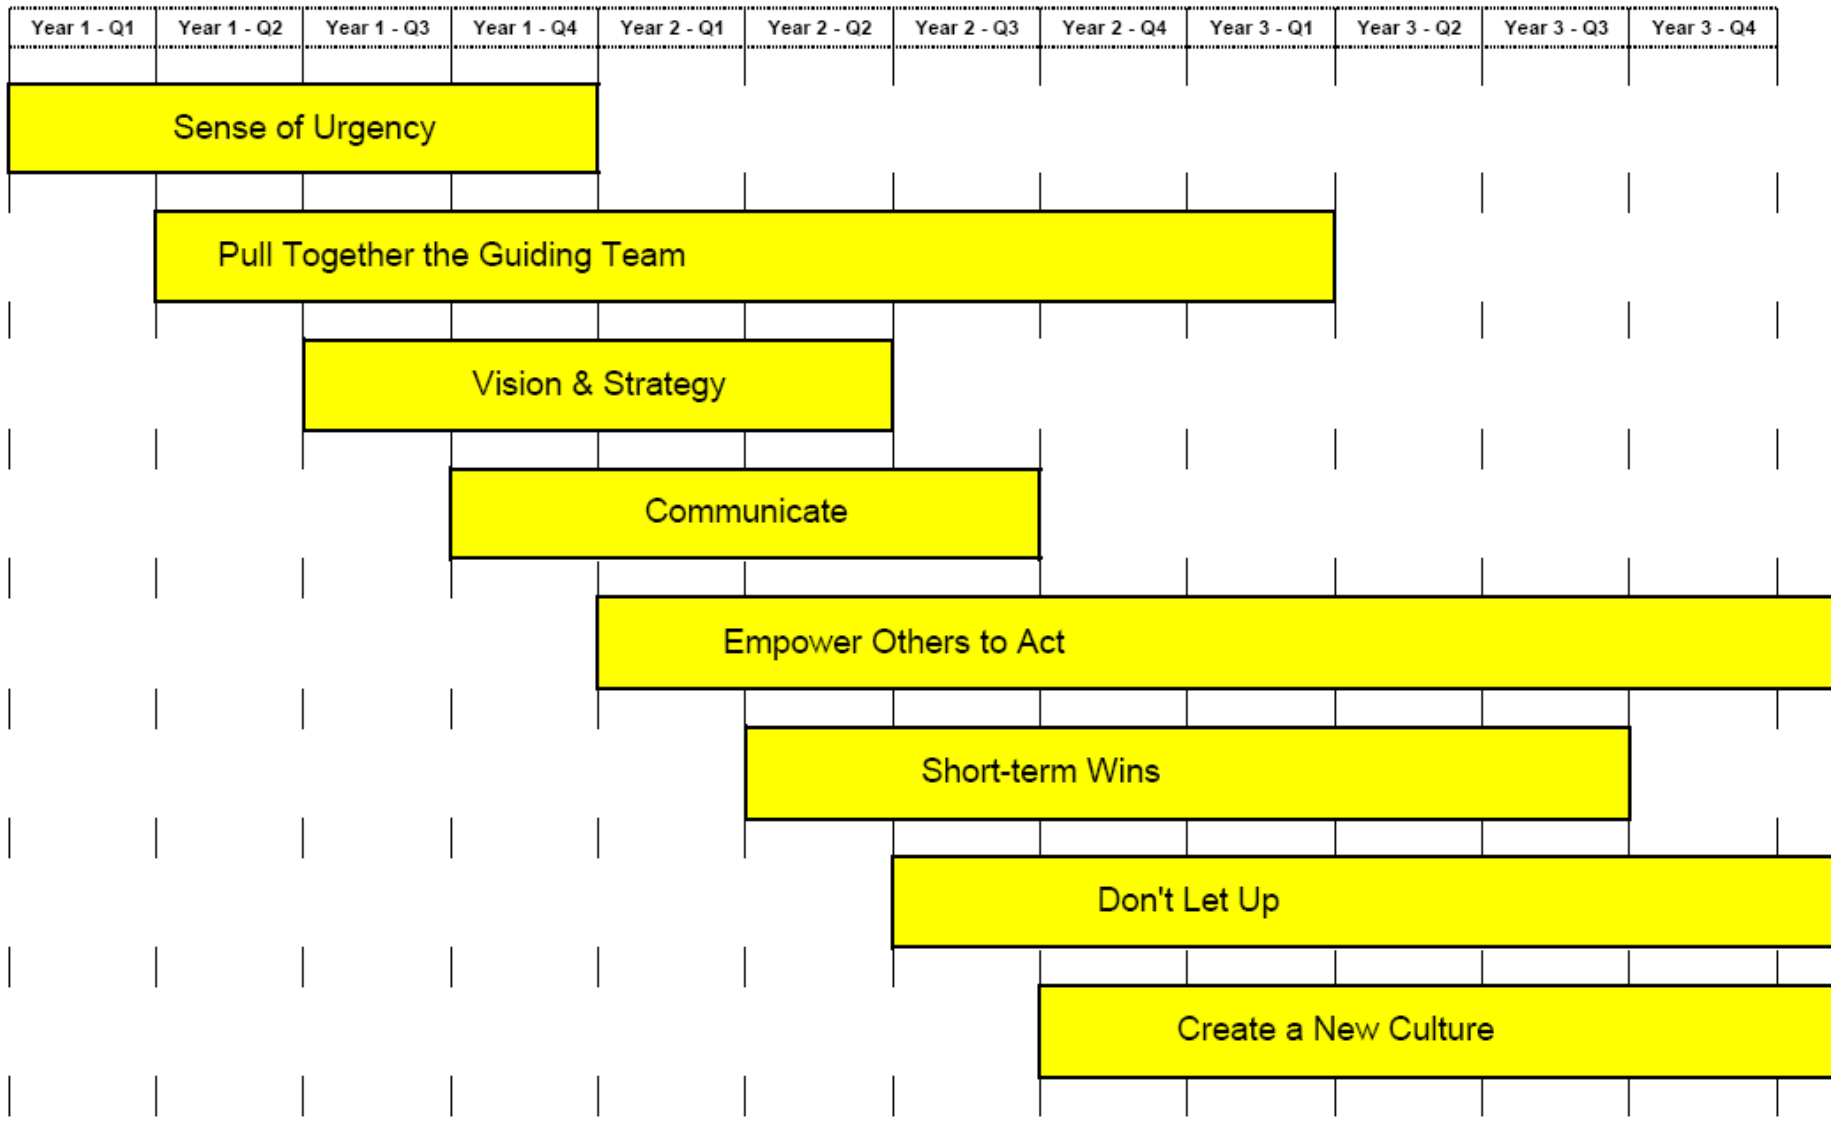 Year 1 - Q1 Year 1 - Q2 Year 1 - Q3 Year 1 - Q4 Year 2 - Q1 Year 2 - Q2 Year 2 - Q3 Year 2 - Q4 Year 3 - Q1 Year 3 - Q2 Year 3 - Q3 Year 3 - Q4
Sense of Urgency
Pull Together the Guiding Team
Vision & Strategy
Communicate
Empower Others to Act
Short-term Wins
Don't Let Up
Create a New Culture